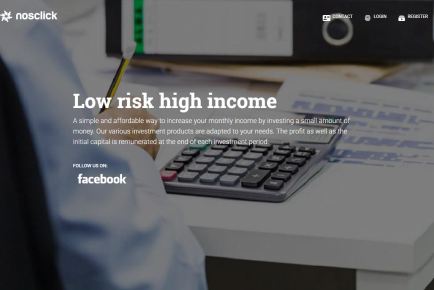 nosclick
CONTACT
LOGIN
REGISTER
Low risk high income
A simple and affordable way to increase your monthly income by investing a small amount of
money. Our various investment products are adapted to your needs. The profit as well as the
initial capital is remunerated at the end of each investment period.
FOLLOW US ON:
facebook